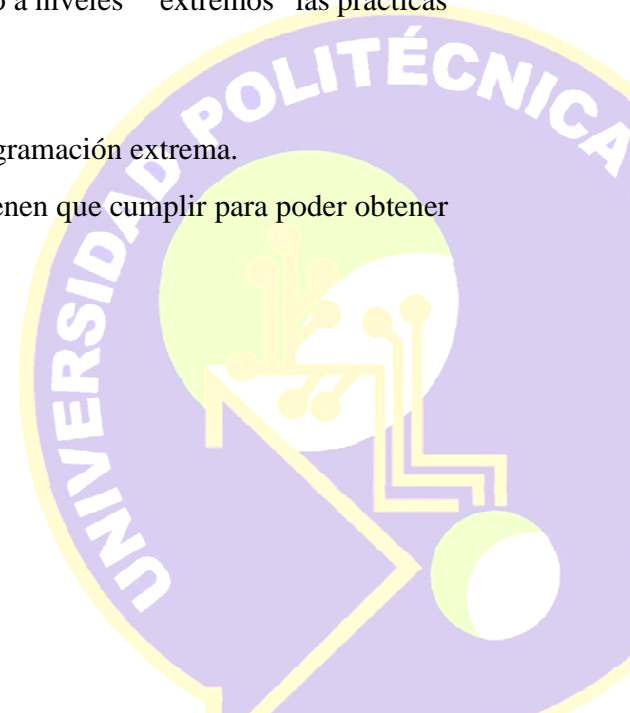 a niveles “ extremos” las prácticas
gramación extrema.
enen que cumplir para poder obtener
UNIVERSIDAD POLITÉCNICA